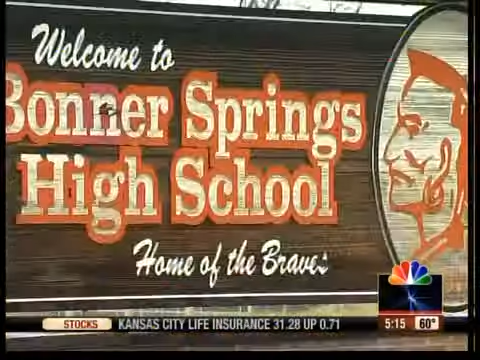 Welcome to
Bonner Springs
High School
Home of the Braves
5:15 60°
STOCKS KANSAS CITY LIFE INSURANCE 31.28 UP 0.71